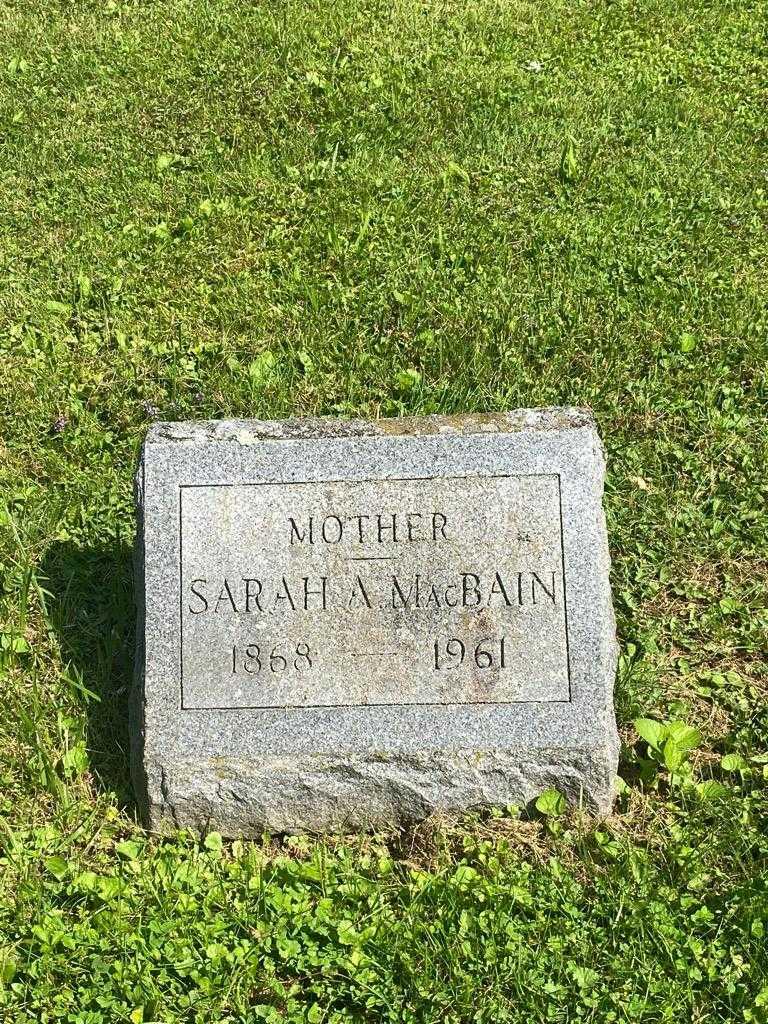 MOTHER
SARAH A. MACBAIN
1868 — 1961